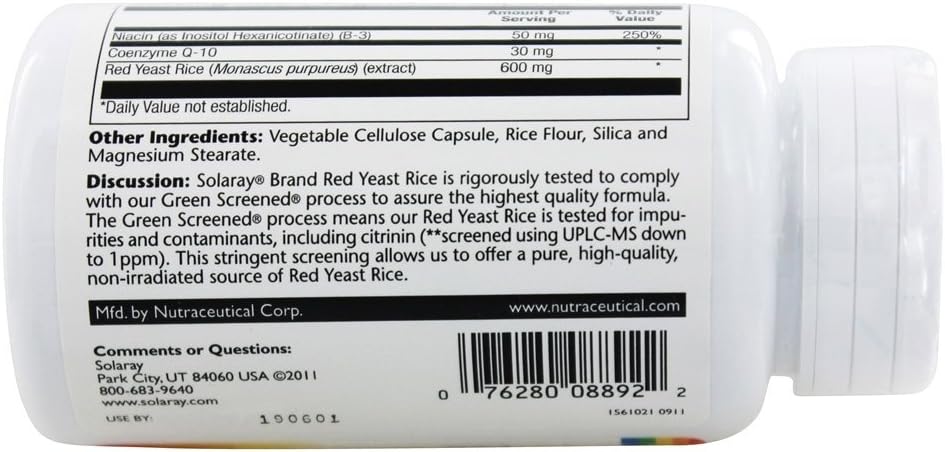 Amount Per % Daily
Serving Value
Niacin (as Inositol Hexanicotinate) (B-3) 50 mg 250%
Coenzyme Q-10 30 mg *
Red Yeast Rice (Monascus purpureus) (extract) 600 mg *
*Daily Value not established.
Other Ingredients: Vegetable Cellulose Capsule, Rice Flour, Silica and
Magnesium Stearate.
Discussion: Solaray® Brand Red Yeast Rice is rigorously tested to comply
with our Green Screened® process to assure the highest quality formula.
The Green Screened® process means our Red Yeast Rice is tested for impu-
rities and contaminants, including citrinin (**screened using UPLC-MS down
to 1ppm). This stringent screening allows us to offer a pure, high-quality,
non-irradiated source of Red Yeast Rice.
Mfd. by Nutraceutical Corp. www.nutraceutical.com
Comments or Questions:
Solaray
Park City, UT 84060 USA ©2011
800-683-9640
www.solaray.com
USE BY: 190601
0 76280 08892 2
1561021 0911